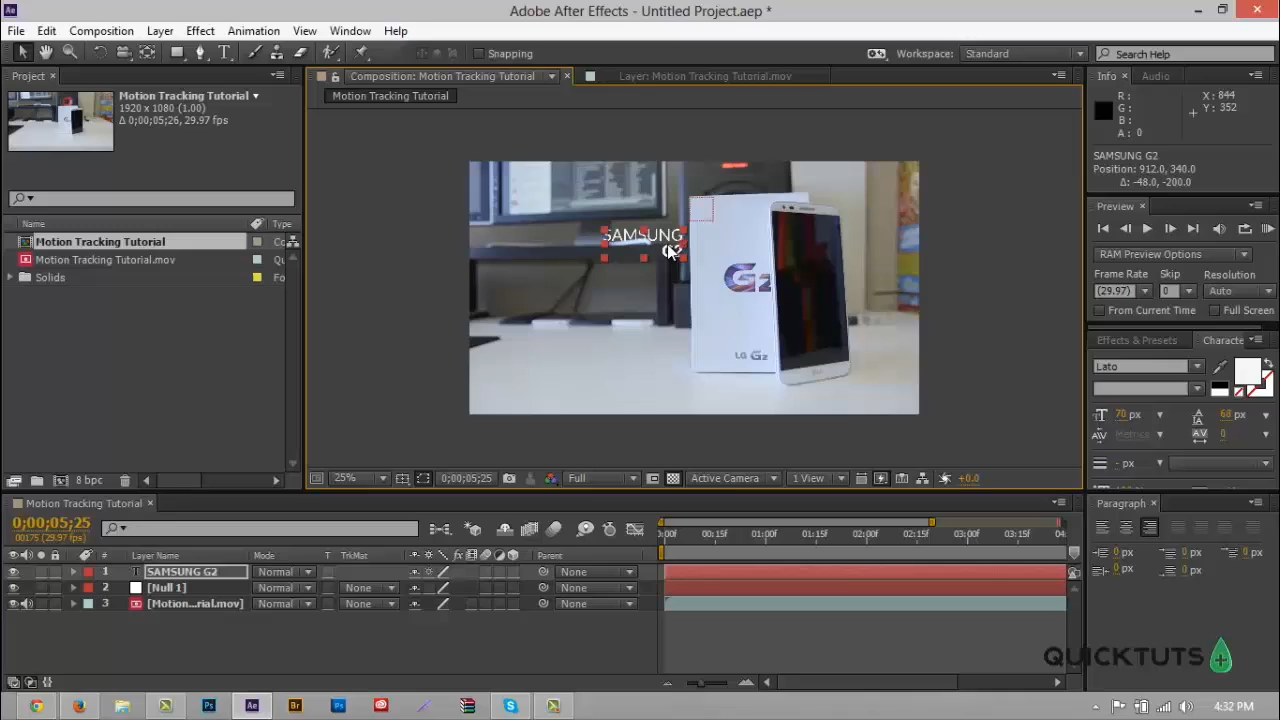 Adobe After Effects - Untitled Project.aep *
File Edit Composition Layer Effect Animation View Window Help
Snapping
Workspace: Standard
Search Help
Project
Composition: Motion Tracking Tutorial
Layer: Motion Tracking Tutorial.mov
Info
Audio
Motion Tracking Tutorial
1920 x 1080 (1.00)
Δ 0;00;05;26, 29.97 fps
Motion Tracking Tutorial
R:
G:
B:
A: 0
X: 844
Y: 352
SAMSUNG G2
Position: 912.0, 340.0
Δ: -48.0, -200.0
Name
Type
Motion Tracking Tutorial
Motion Tracking Tutorial.mov
Solids
Co
Qu
Fo
SAMSUNG
G2
LG G2
Preview
RAM Preview Options
Frame Rate Skip Resolution
(29.97) 0 Auto
From Current Time Full Screen
Effects & Presets
Characte
Lato
70 px
68 px
Metrics
0
- px
8 bpc
25%
0;00;05;25
Full
Active Camera
1 View
+0.0
Motion Tracking Tutorial
0;00;05;25
00175 (29.97 fps)
:00f 00:15f 01:00f 01:15f 02:00f 02:15f 03:00f 03:15f 04:
# Layer Name Mode T TrkMat Parent
1 T SAMSUNG G2 Normal None
2 [Null 1] Normal None None
3 [Motion...rial.mov] Normal None None
Paragraph
0 px 0 px 0 px
0 px 0 px
QUICKTUTS
4:32 PM